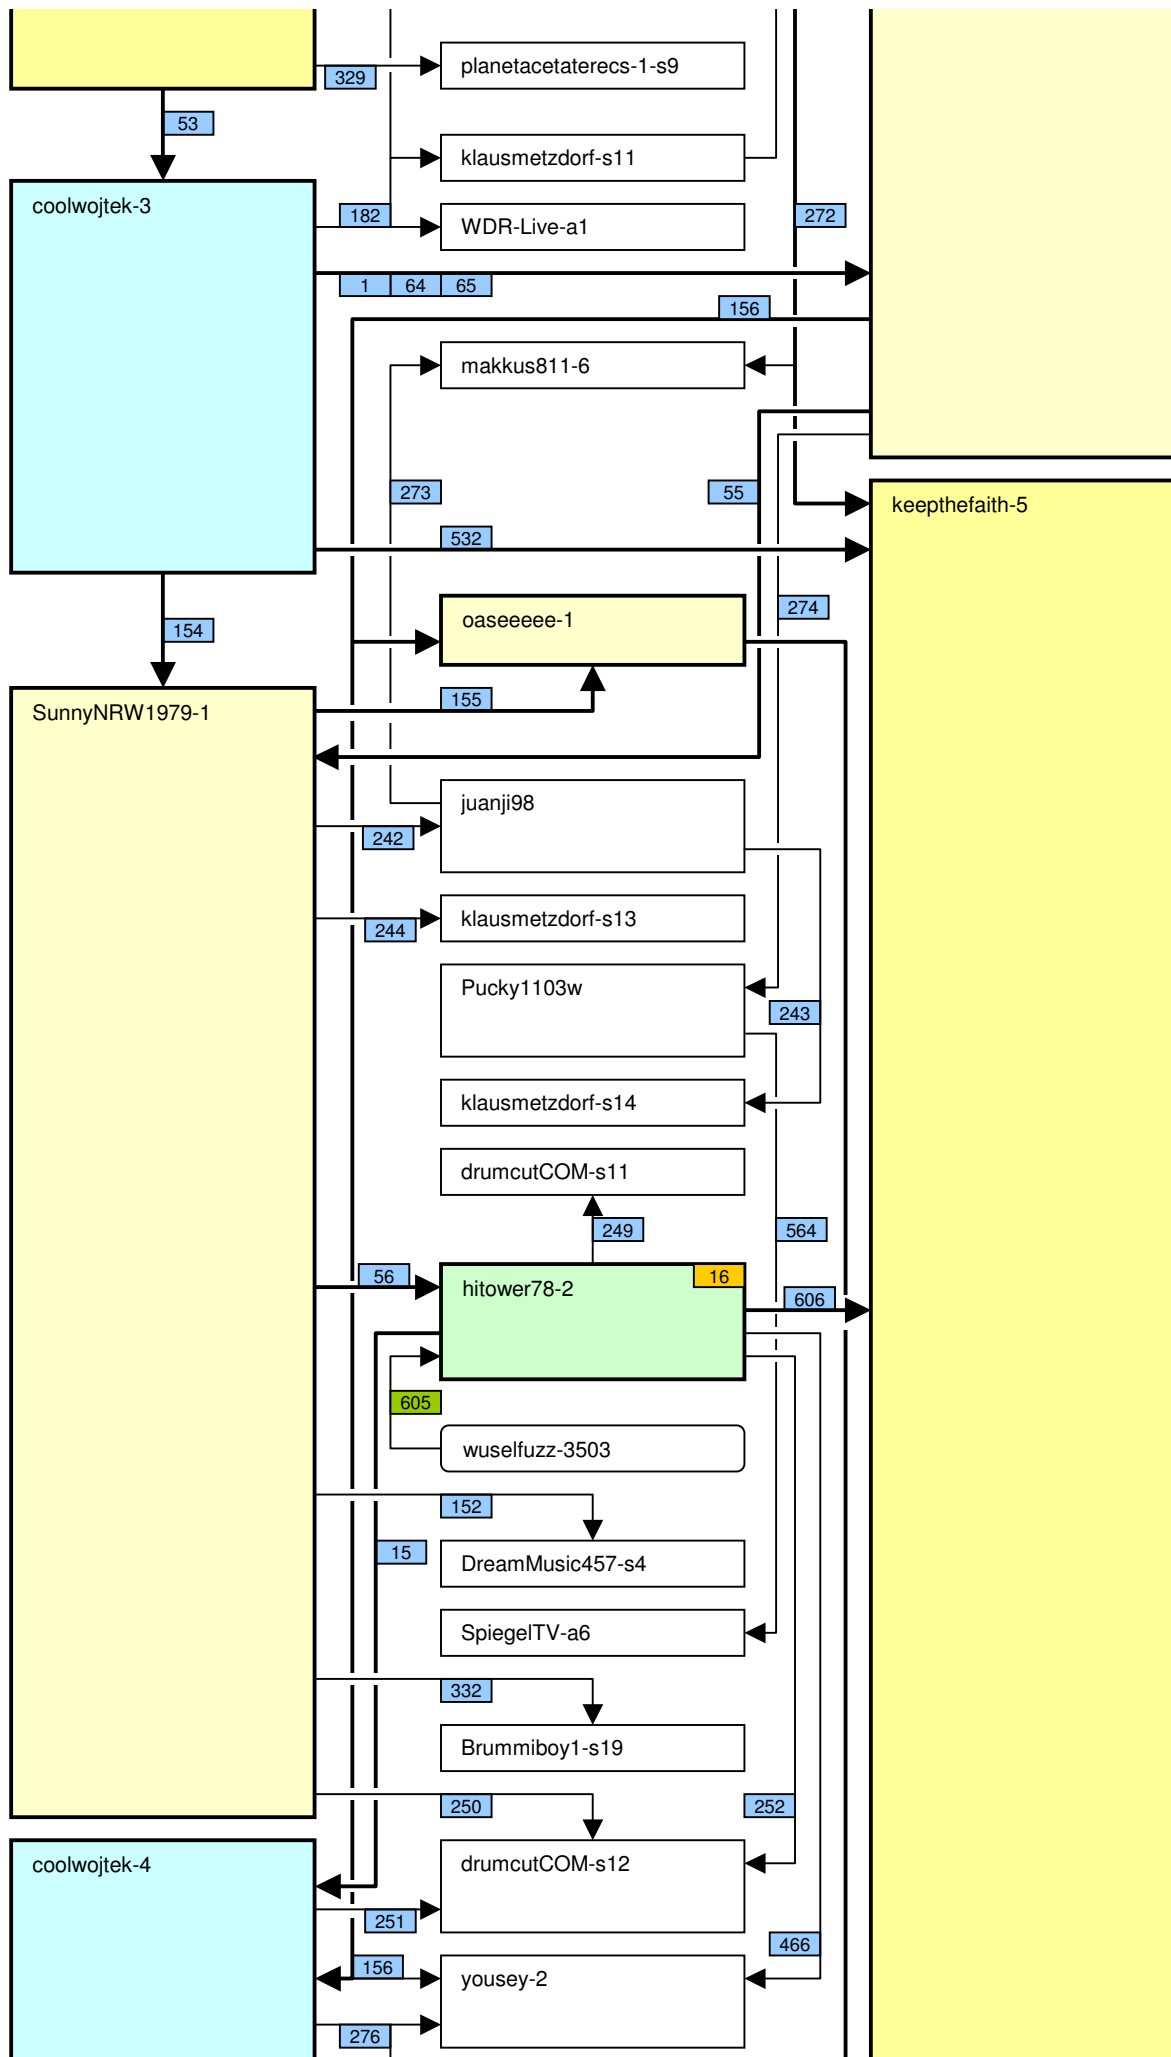 planetacetaterecs-1-s9
329
53
klausmetzdorf-s11
coolwojtek-3
182
WDR-Live-a1
272
1 64 65
156
makkus811-6
273
55
keepthefaith-5
532
274
oaseeeee-1
154
155
SunnyNRW1979-1
juanji98
242
klausmetzdorf-s13
244
Pucky1103w
243
klausmetzdorf-s14
drumcutCOM-s11
249
564
56
16
hitower78-2
606
605
wuselfuzz-3503
152
15
DreamMusic457-s4
SpiegelTV-a6
332
Brummiboy1-s19
250
252
coolwojtek-4
drumcutCOM-s12
251
466
156
yousey-2
276